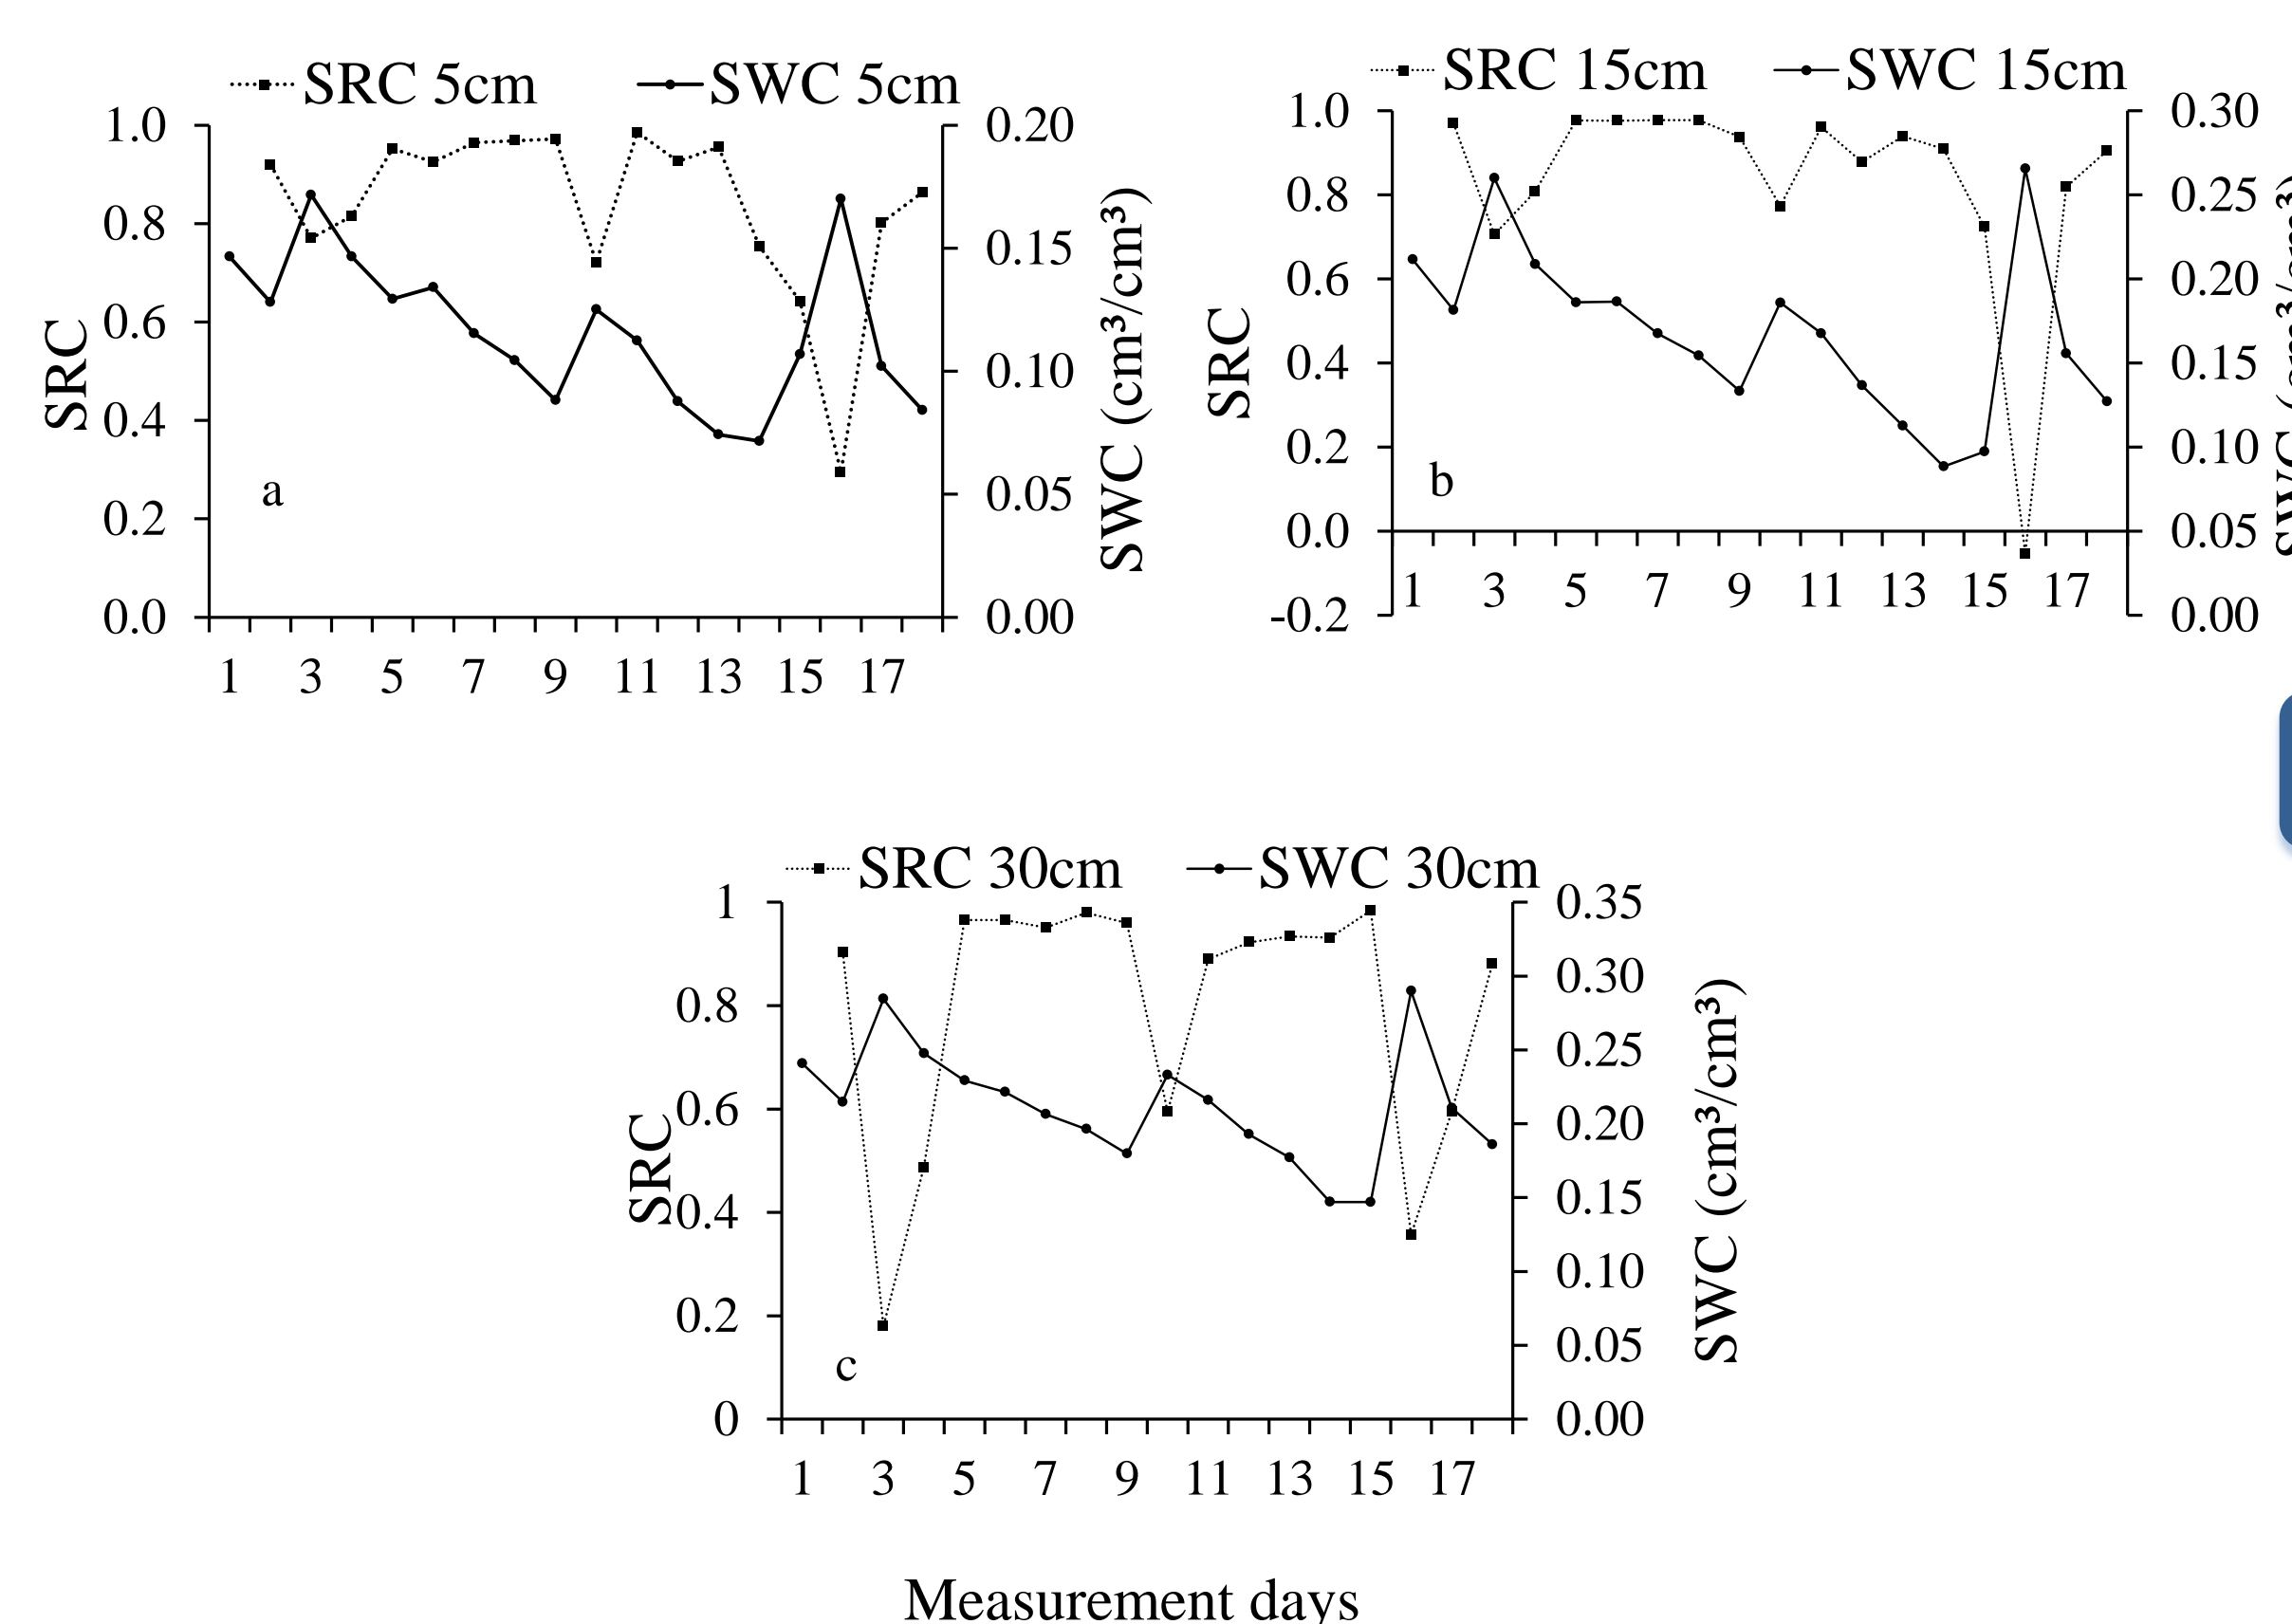 SRC 5cm SWC 5cm
1.0
0.8
0.6
0.4
0.2
0.0
SRC
a
0.20
0.15
0.10
0.05
0.00
SWC (cm³/cm³)
1 3 5 7 9 11 13 15 17
SRC 15cm SWC 15cm
1.0
0.8
0.6
0.4
0.2
0.0
-0.2
SRC
b
0.30
0.25
0.20
0.15
0.10
0.05
0.00
SWC (cm³/cm³)
1 3 5 7 9 11 13 15 17
SRC 30cm SWC 30cm
1
0.8
0.6
0.4
0.2
0
SRC
c
0.35
0.30
0.25
0.20
0.15
0.10
0.05
0.00
SWC (cm³/cm³)
1 3 5 7 9 11 13 15 17
Measurement days